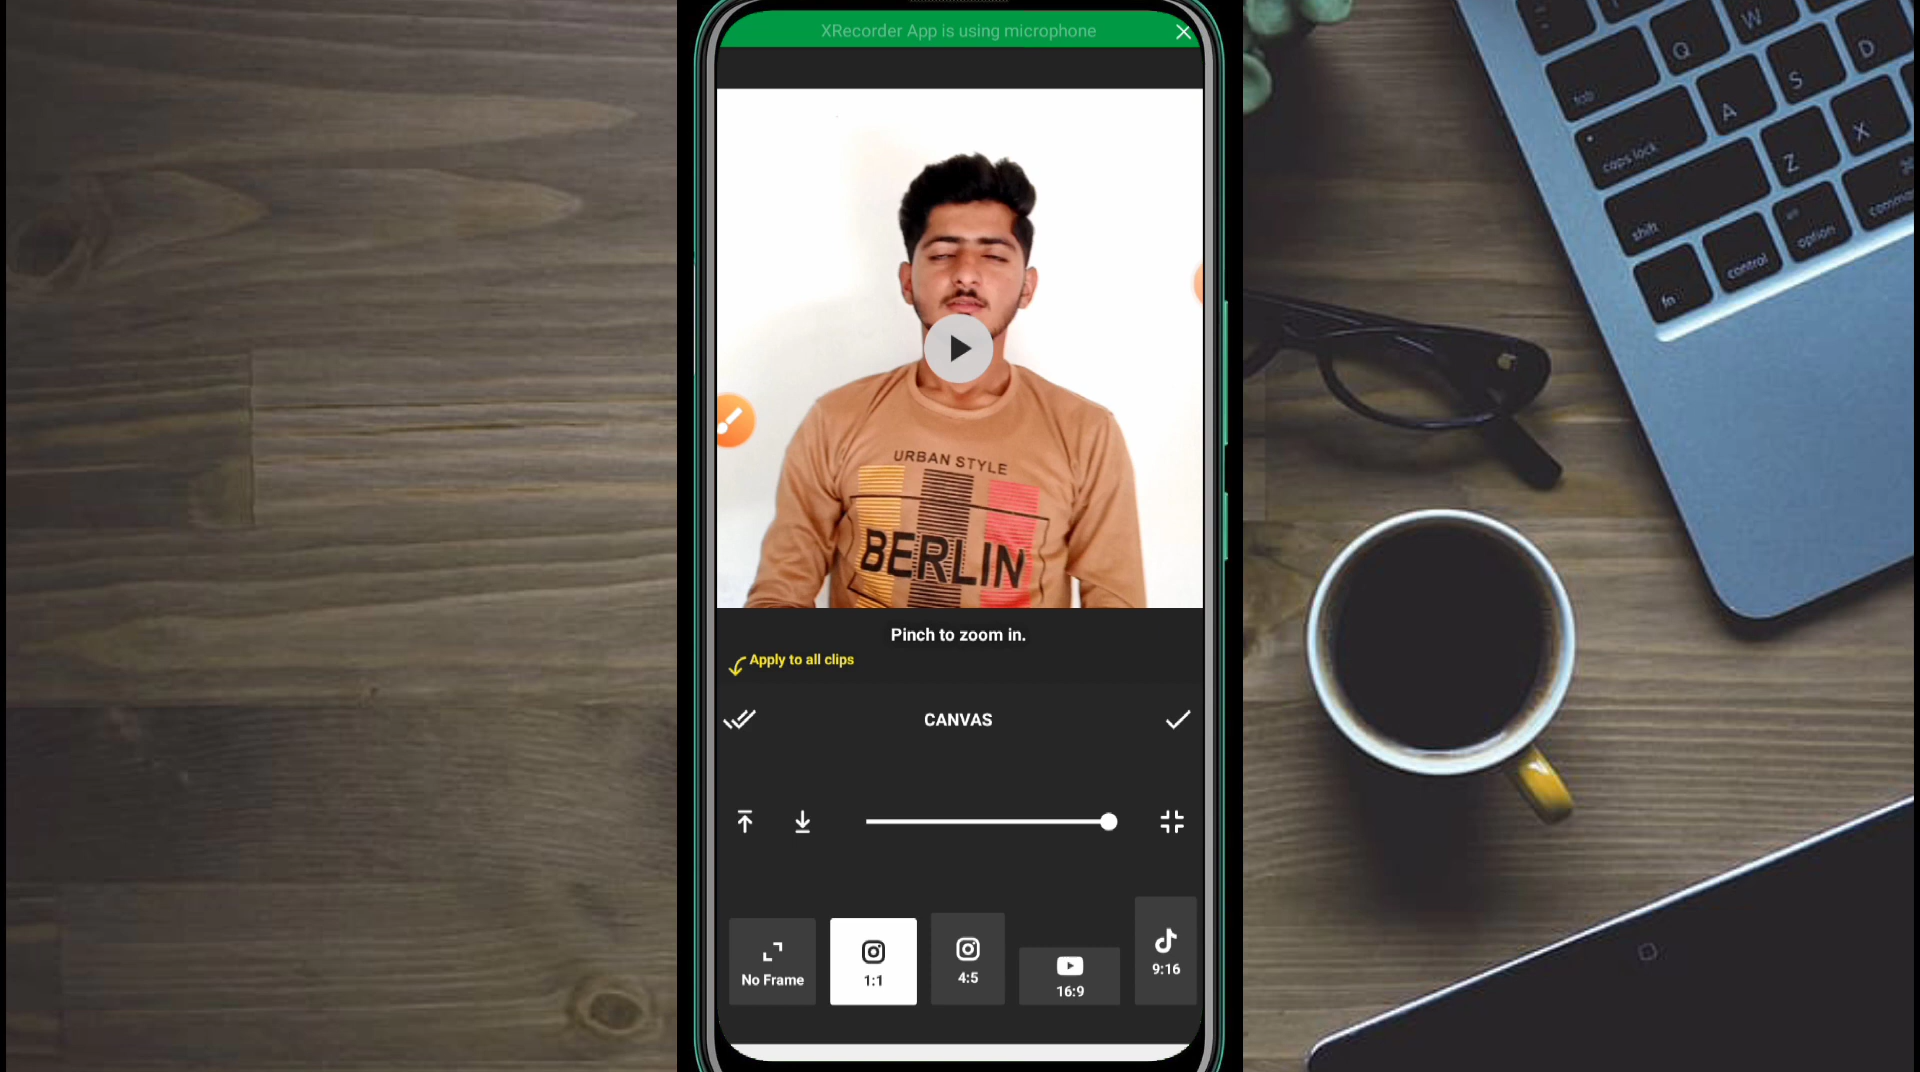 XRecorder App is using microphone
URBAN STYLE
BERLIN
Pinch to zoom in.
Apply to all clips
CANVAS
No Frame
1:1
4:5
16:9
9:16
Q
W
tab
A
S
D
caps lock
Z
X
shift
fn
control
option